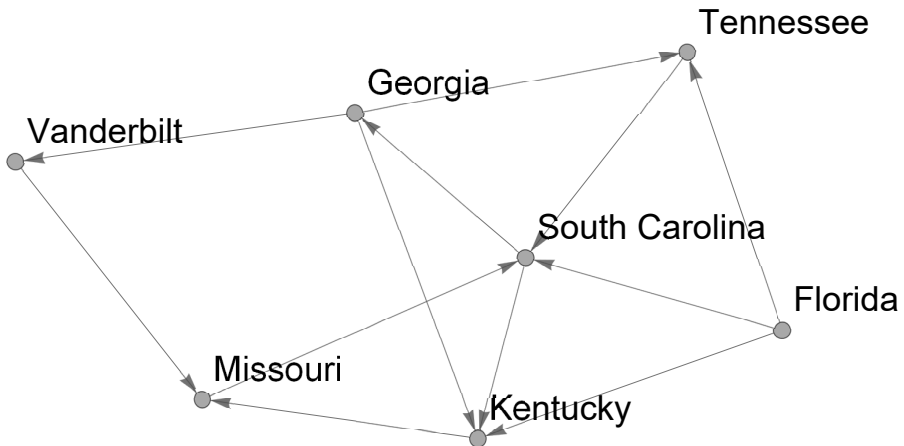 Tennessee
Georgia
Vanderbilt
South Carolina
Florida
Missouri
Kentucky